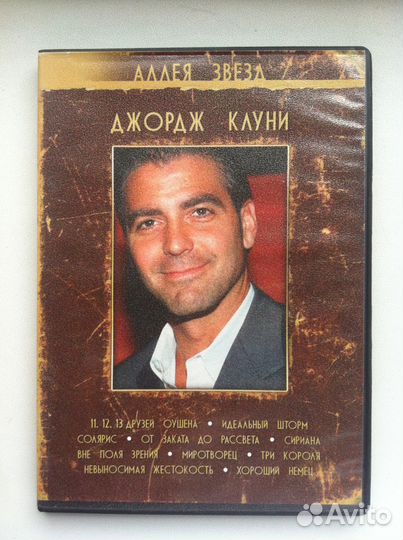 АЛЛЕЯ ЗВЕЗД
ДЖОРДЖ КЛУНИ
11. 12. 13 ДРУЗЕЙ ОУШЕНА • ИДЕАЛЬНЫЙ ШТОРМ
СОЛЯРИС • ОТ ЗАКАТА ДО РАССВЕТА • СИРИАНА
ВНЕ ПОЛЯ ЗРЕНИЯ • МИРОТВОРЕЦ • ТРИ КОРОЛЯ
НЕВЫНОСИМАЯ ЖЕСТОКОСТЬ • ХОРОШИЙ НЕМЕЦ
Avito